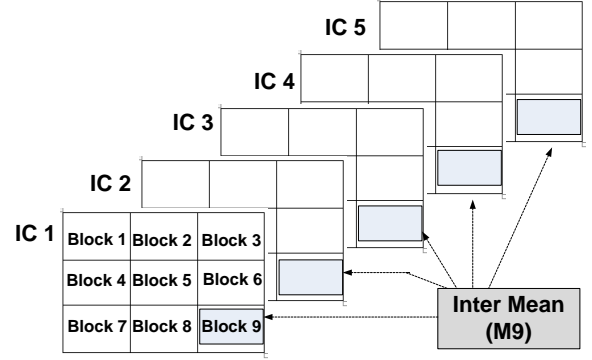 IC 5
IC 4
IC 3
IC 2
IC 1
Block 1 Block 2 Block 3
Block 4 Block 5 Block 6
Block 7 Block 8 Block 9
Inter Mean
(M9)